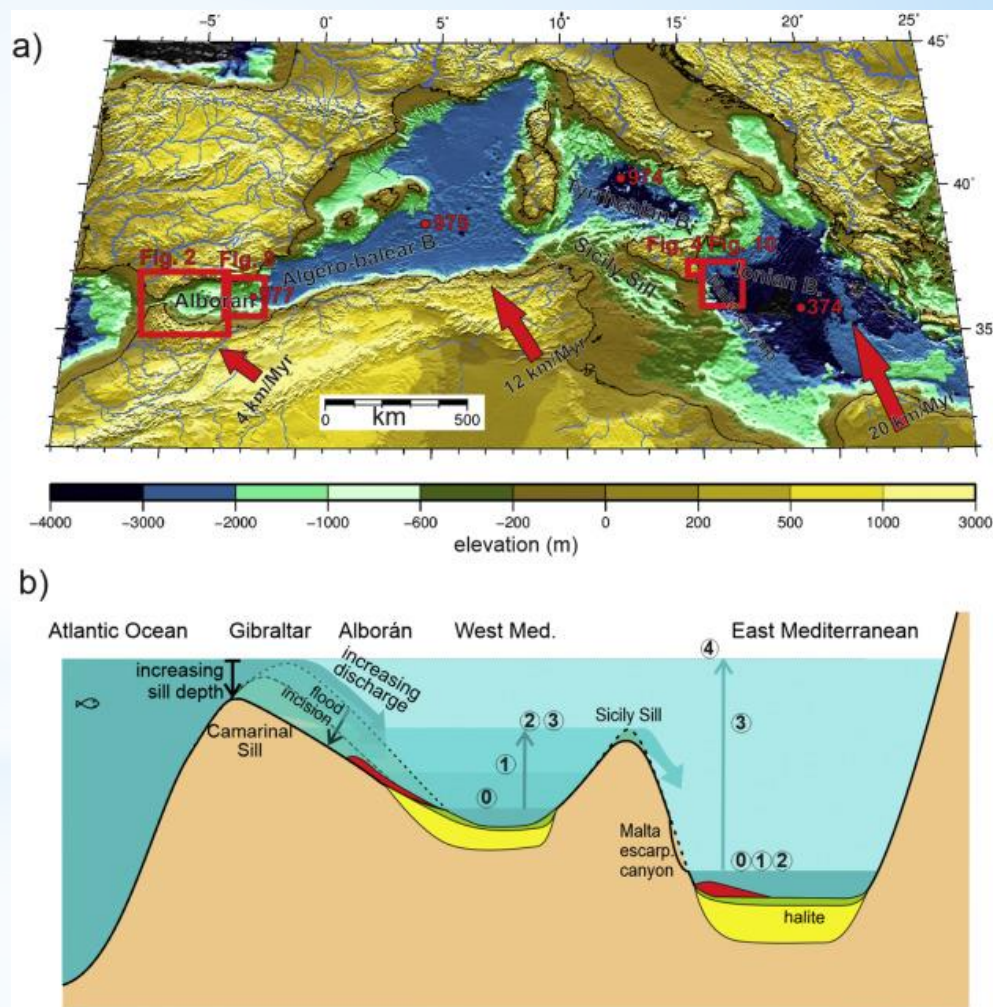 a)
-5° 0° 5° 10° 15° 20° 25°
45°
40°
35°
974
975
Tyrrhenian B.
Algero-balear B.
Sicily Sill
Fig. 2 Fig. 9
Fig. 4 Fig. 10
Alborán
977
Ionian B.
374
4 km/Myr
12 km/Myr
20 km/Myr
km
0 500
-4000 -3000 -2000 -1000 -600 -200 0 200 500 1000 3000
elevation (m)
b)
Atlantic Ocean Gibraltar Alborán West Med. East Mediterranean
increasing
sill depth
increasing
discharge
flood
incision
Camarinal
Sill
Sicily Sill
4
2 3
3
1
0
Malta
escarp.
canyon
0 1 2
halite